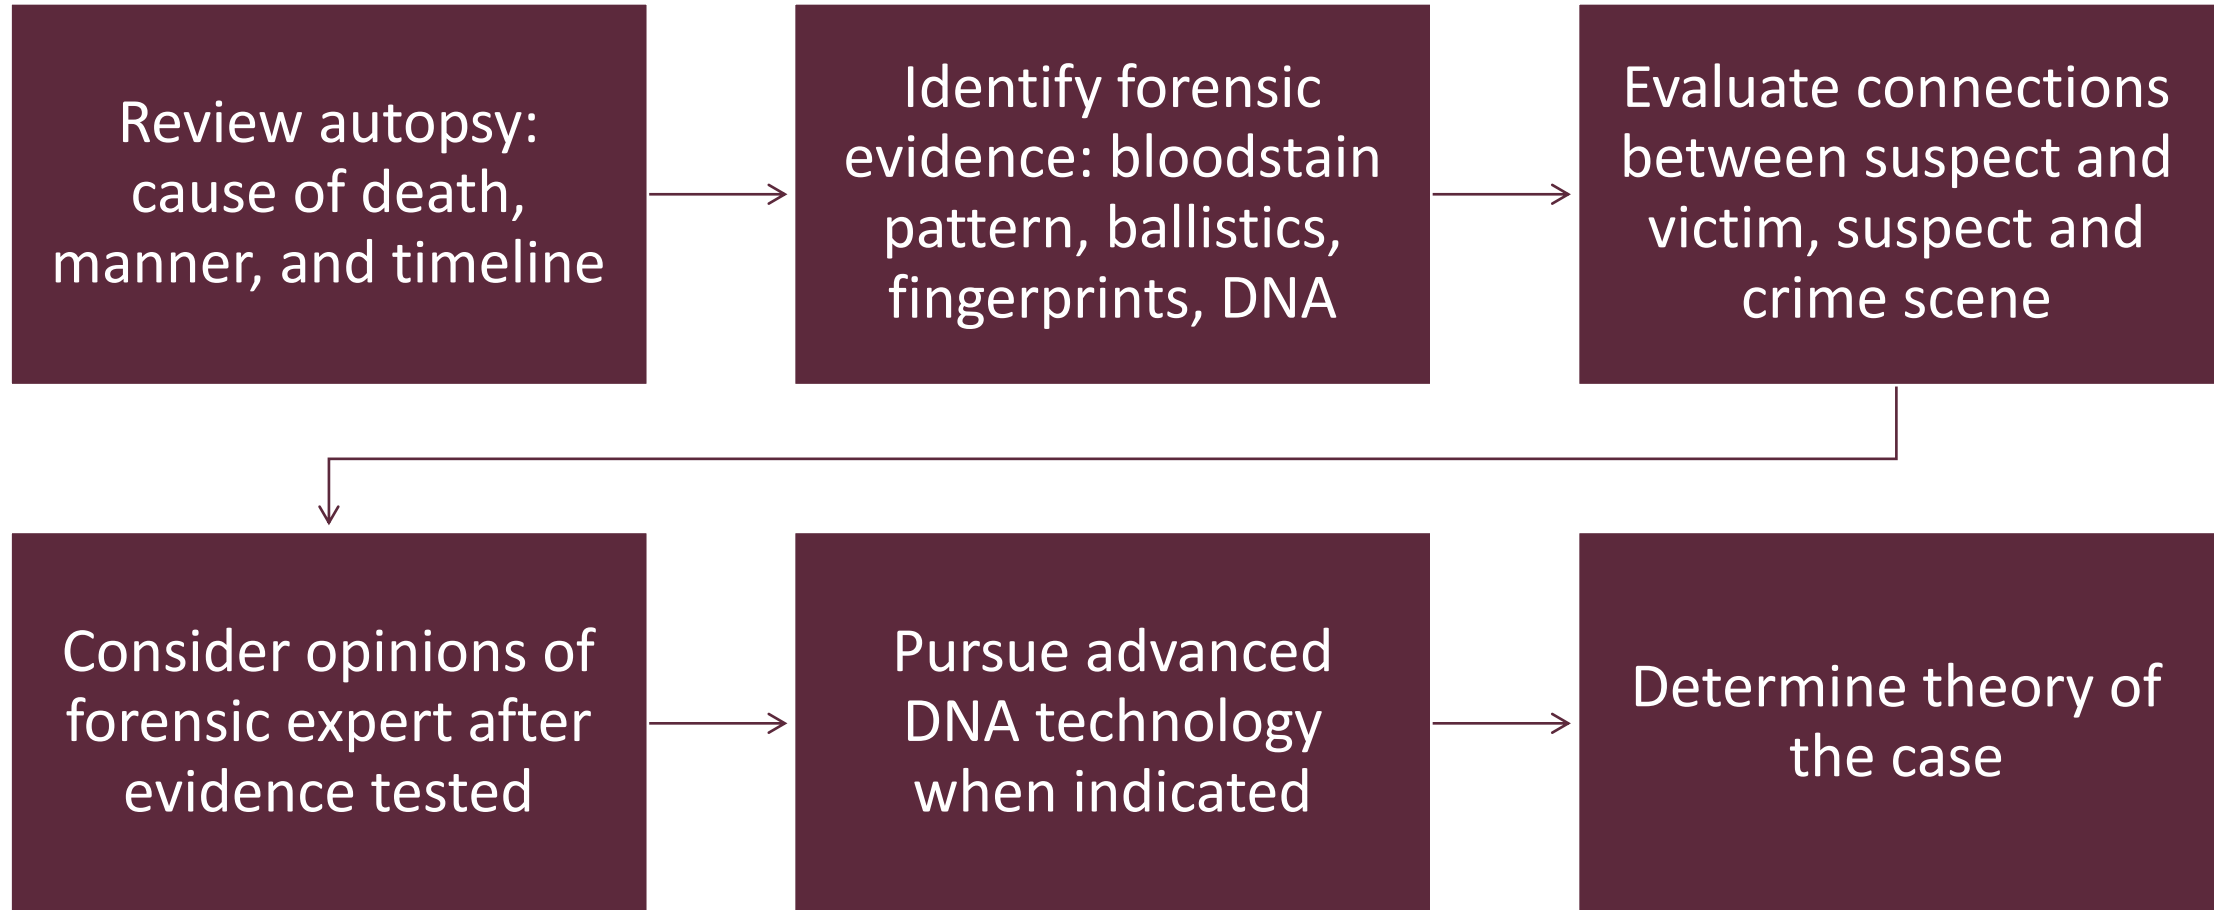 Review autopsy:
cause of death,
manner, and timeline
Identify forensic
evidence: bloodstain
pattern, ballistics,
fingerprints, DNA
Evaluate connections
between suspect and
victim, suspect and
crime scene
Consider opinions of
forensic expert after
evidence tested
Pursue advanced
DNA technology
when indicated
Determine theory of
the case